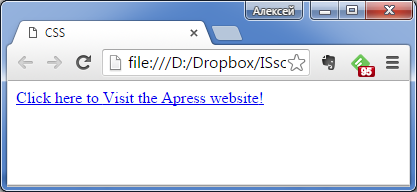 Алексей
CSS
file:///D:/Dropbox/ISsc
95
Click here to Visit the Apress website!